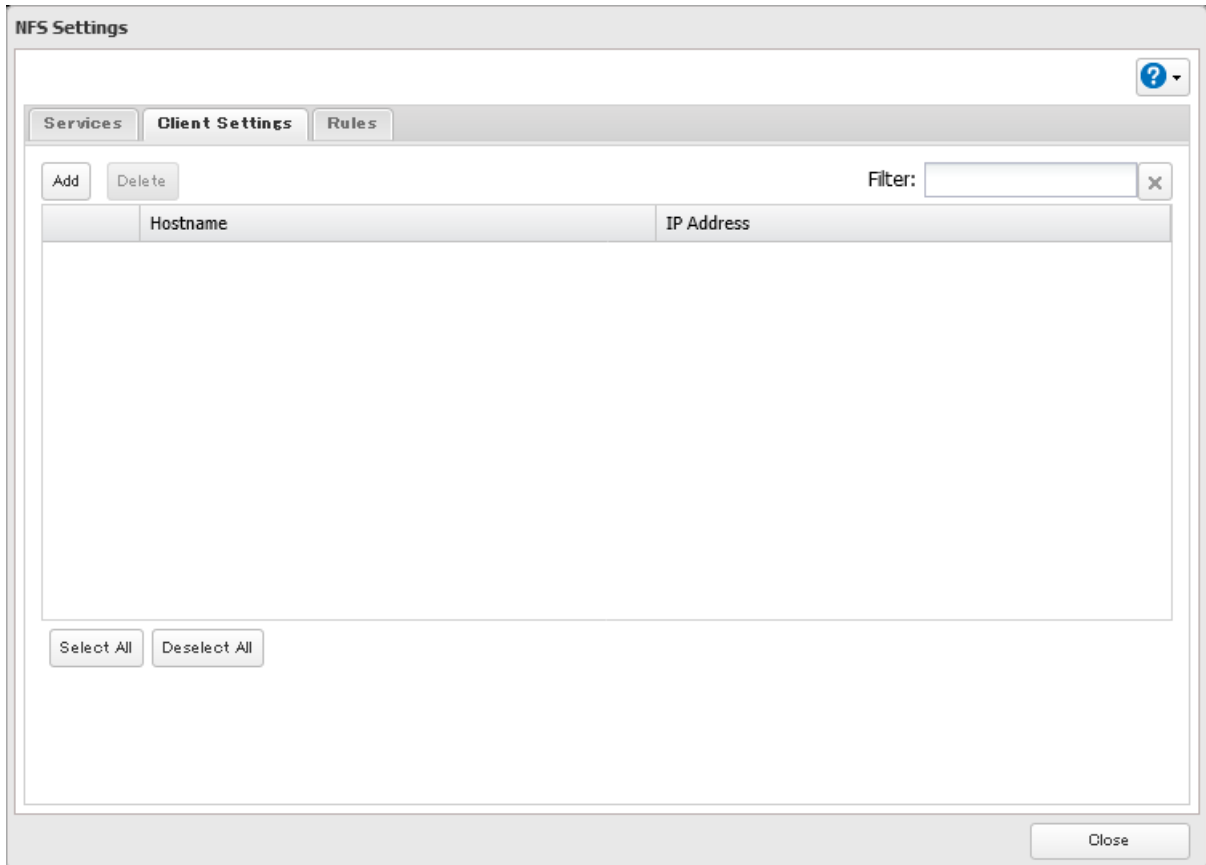 NFS Settings
?
Services Client Settings Rules
Add Delete Filter:
Hostname IP Address
Select All Deselect All
Close